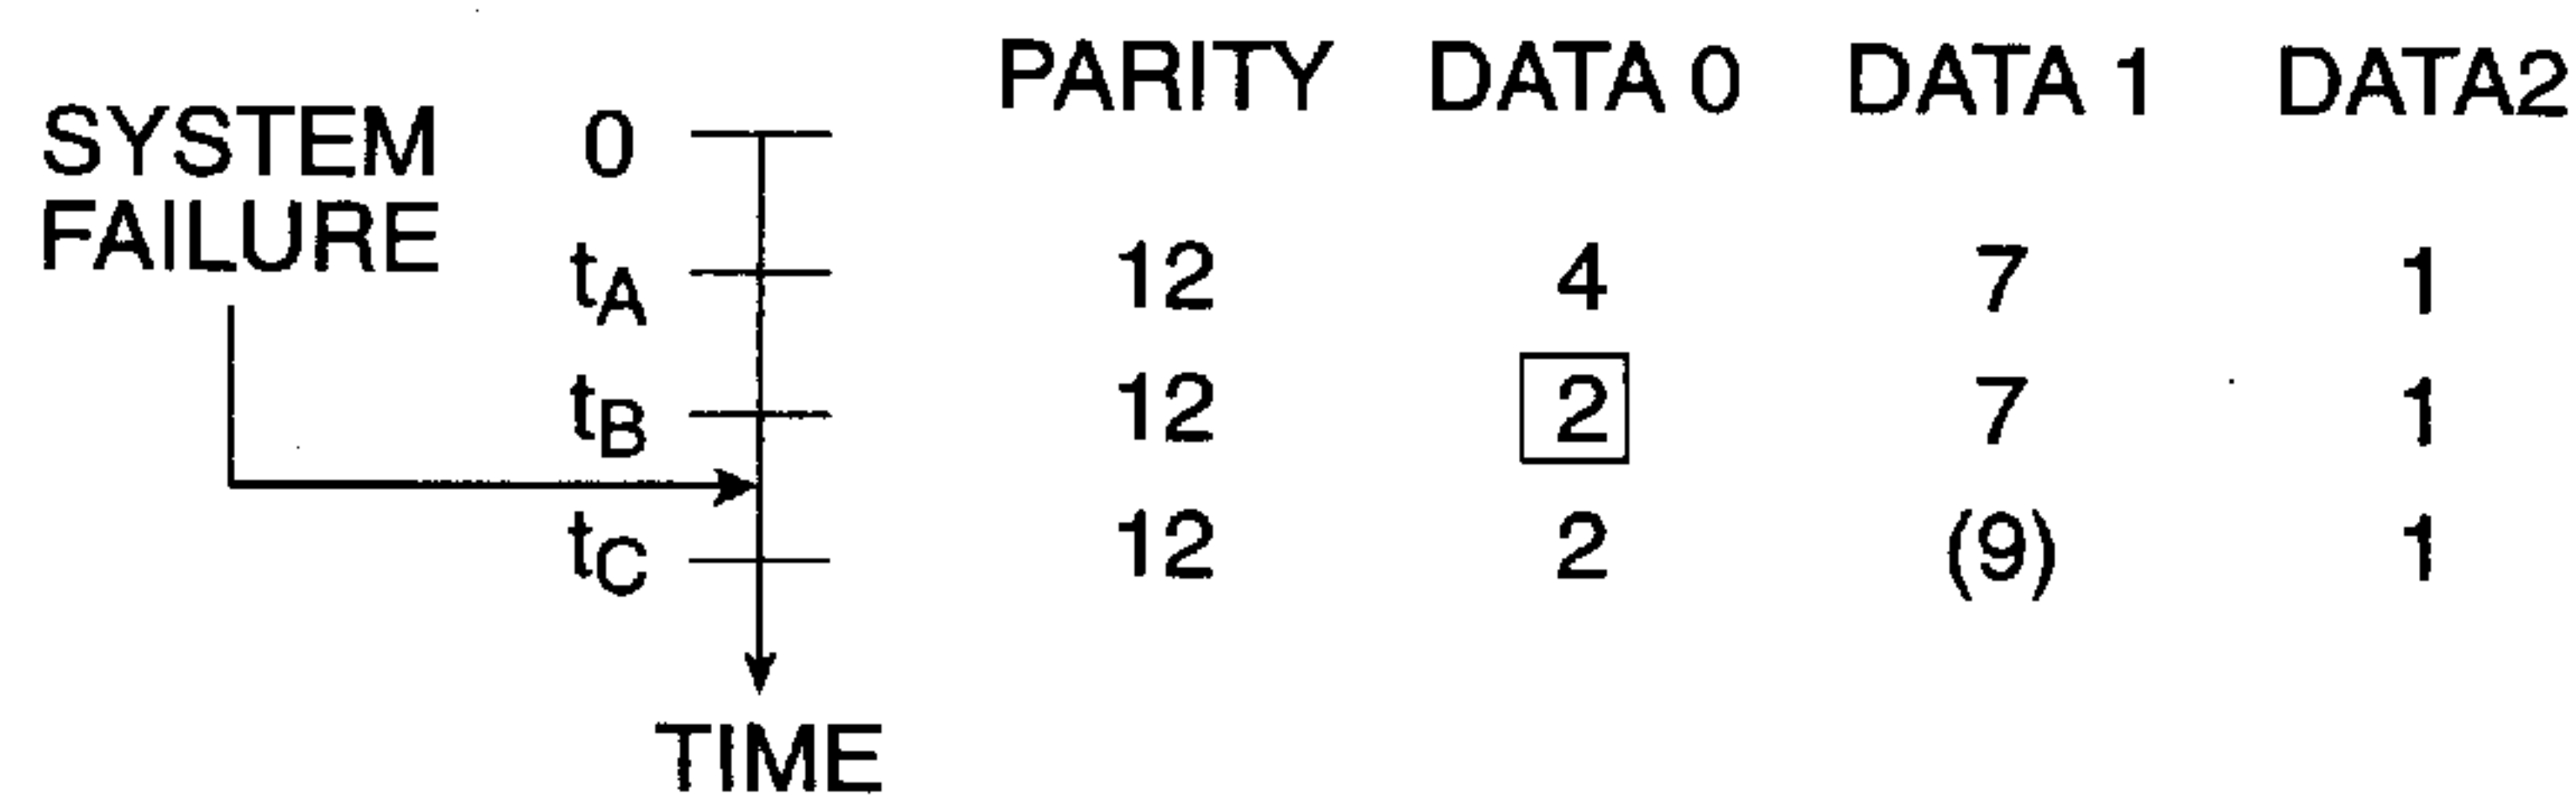 PARITY DATA 0 DATA 1 DATA2
SYSTEM
FAILURE
0
tA 12 4 7 1
tB 12 2 7 1
tC 12 2 (9) 1
TIME